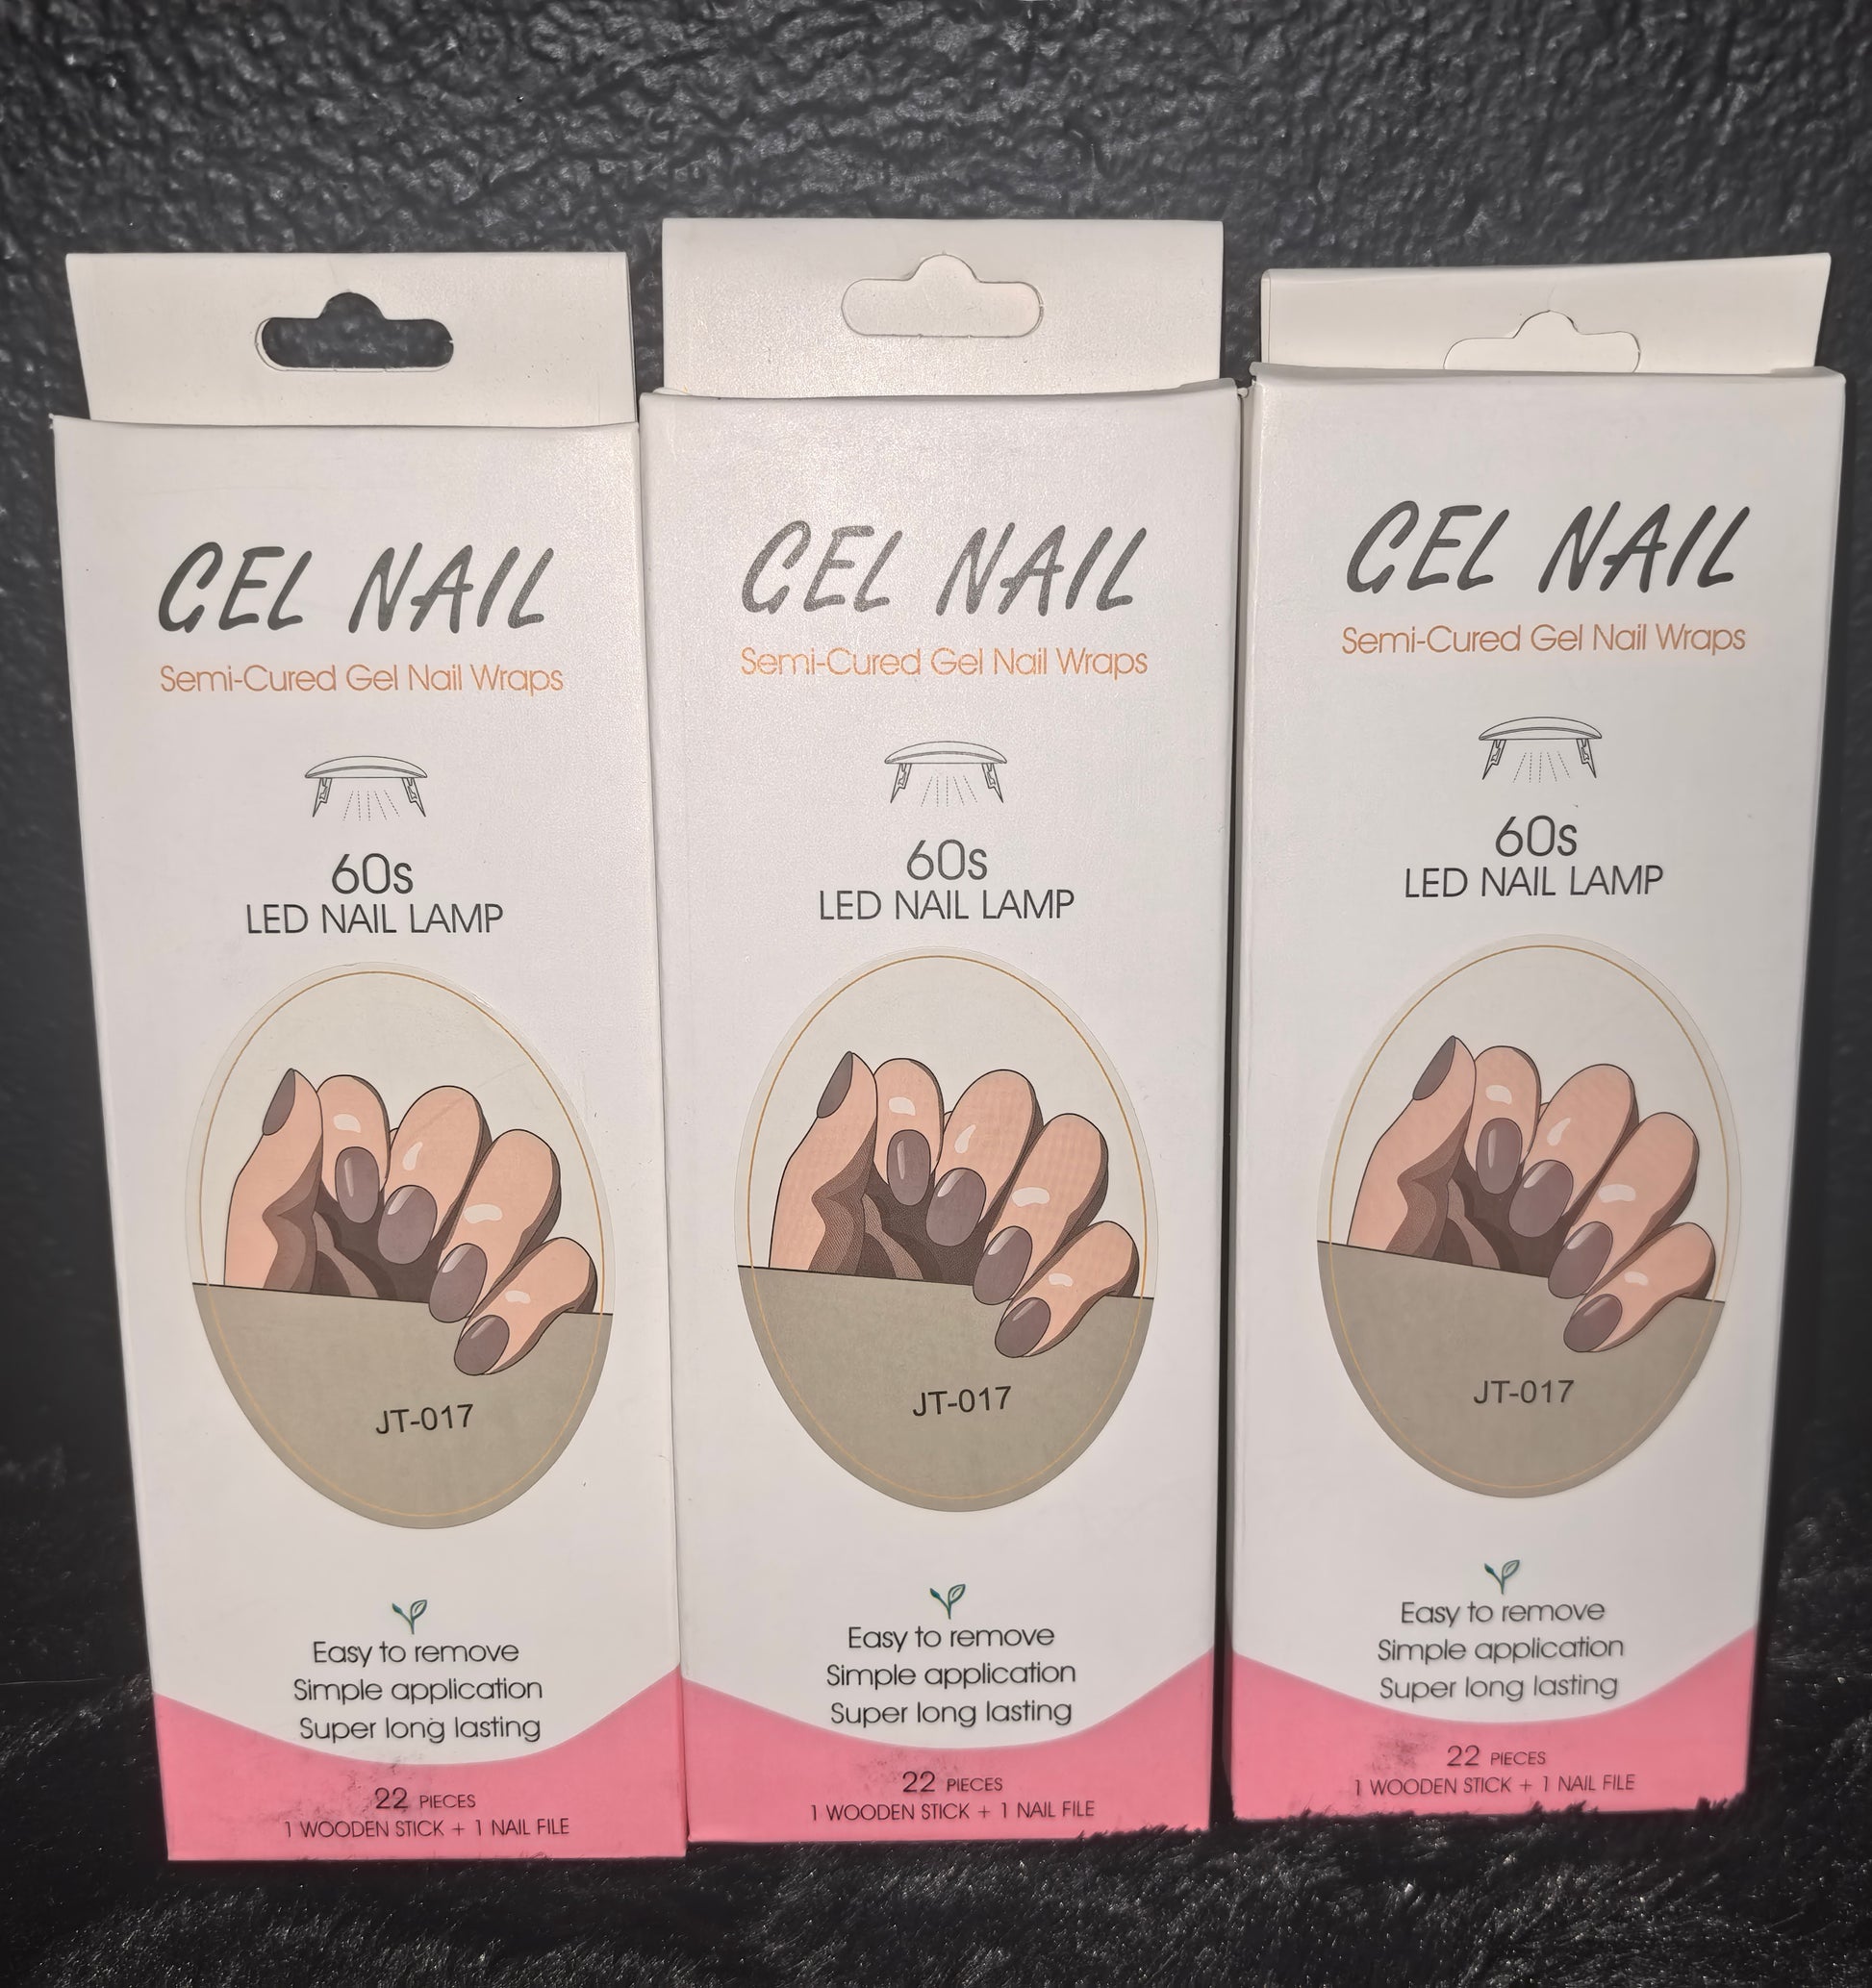 GEL NAIL
Semi-Cured Gel Nail Wraps
60s
LED NAIL LAMP
JT-017
Easy to remove
Simple application
Super long lasting
22 PIECES
1 WOODEN STICK + 1 NAIL FILE
GEL NAIL
Semi-Cured Gel Nail Wraps
60s
LED NAIL LAMP
JT-017
Easy to remove
Simple application
Super long lasting
22 PIECES
1 WOODEN STICK + 1 NAIL FILE
GEL NAIL
Semi-Cured Gel Nail Wraps
60s
LED NAIL LAMP
JT-017
Easy to remove
Simple application
Super long lasting
22 PIECES
1 WOODEN STICK + 1 NAIL FILE